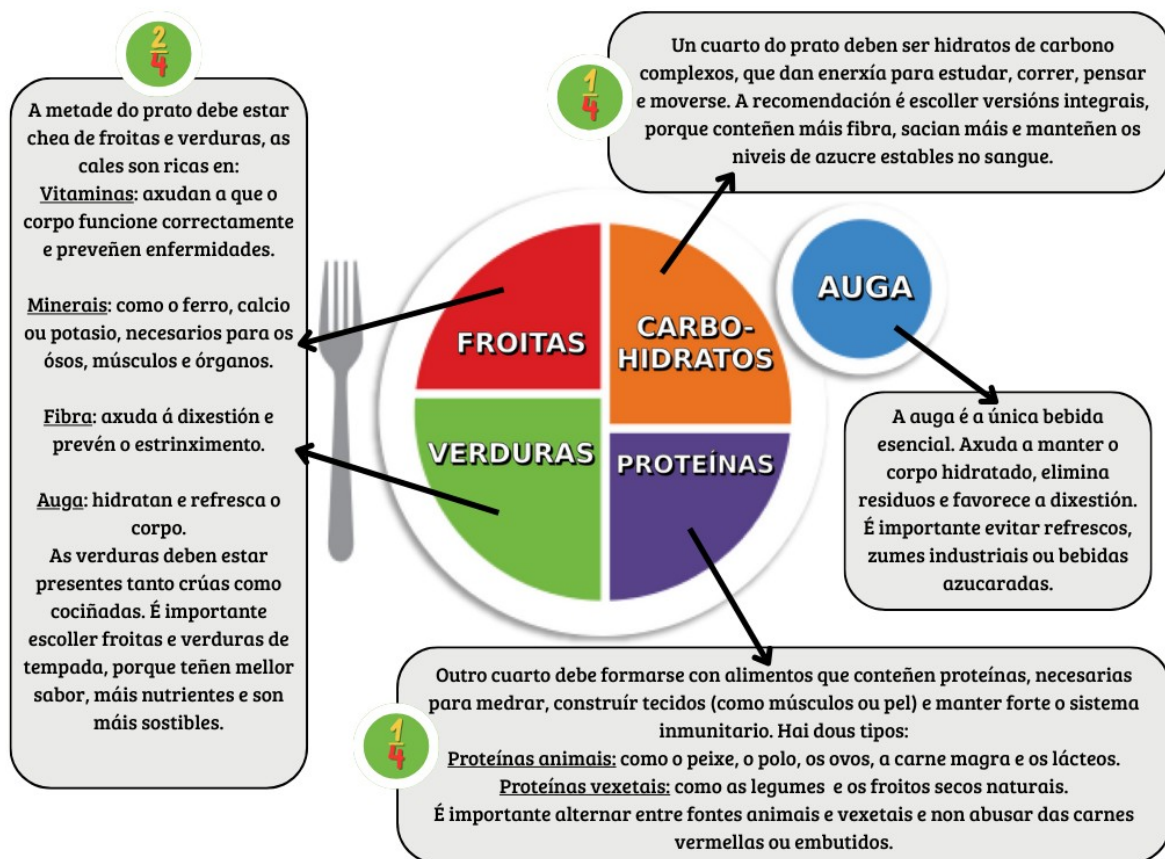 2
4
A metade do prato debe estar
chea de froitas e verduras, as
cales son ricas en:
Vitaminas: axudan a que o
corpo funcione correctamente
e preveñen enfermidades.
Minerais: como o ferro, calcio
ou potasio, necesarios para os
ósos, músculos e órganos.
Fibra: axuda á dixestión e
prevén o estrinximento.
Auga: hidratan e refresca o
corpo.
As verduras deben estar
presentes tanto crúas como
cociñadas. É importante
escoller froitas e verduras de
tempada, porque teñen mellor
sabor, máis nutrientes e son
máis sostibles.
1
4
Un cuarto do prato deben ser hidratos de carbono
complexos, que dan enerxía para estudar, correr, pensar
e moverse. A recomendación é escoller versións integrais,
porque conteñen máis fibra, sacian máis e manteñen os
niveis de azucre estables no sangue.
FROITAS
CARBO-
HIDRATOS
VERDURAS
PROTEÍNAS
AUGA
A auga é a única bebida
esencial. Axuda a manter o
corpo hidratado, elimina
residuos e favorece a dixestión.
É importante evitar refrescos,
zumes industriais ou bebidas
azucaradas.
1
4
Outro cuarto debe formarse con alimentos que conteñen proteínas, necesarias
para medrar, construír tecidos (como músculos ou pel) e manter forte o sistema
inmunitario. Hai dous tipos:
Proteínas animais: como o peixe, o polo, os ovos, a carne magra e os lácteos.
Proteínas vexetais: como as legumes e os froitos secos naturais.
É importante alternar entre fontes animais e vexetais e non abusar das carnes
vermellas ou embutidos.